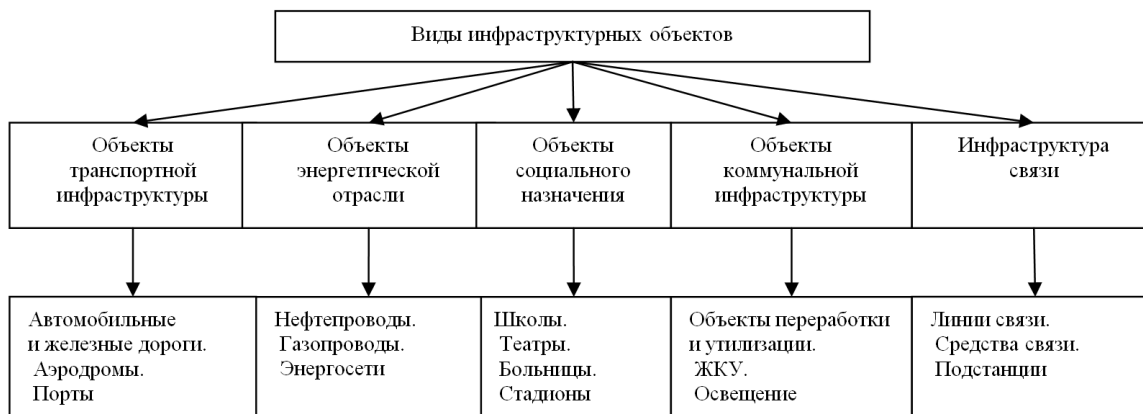 Виды инфраструктурных объектов
Объекты
транспортной
инфраструктуры
Объекты
энергетической
отрасли
Объекты
социального
назначения
Объекты
коммунальной
инфраструктуры
Инфраструктура
связи
Автомобильные
и железные дороги.
Аэродромы.
Порты
Нефтепроводы.
Газопроводы.
Энергосети
Школы.
Театры.
Больницы.
Стадионы
Объекты переработки
и утилизации.
ЖКУ.
Освещение
Линии связи.
Средства связи.
Подстанции